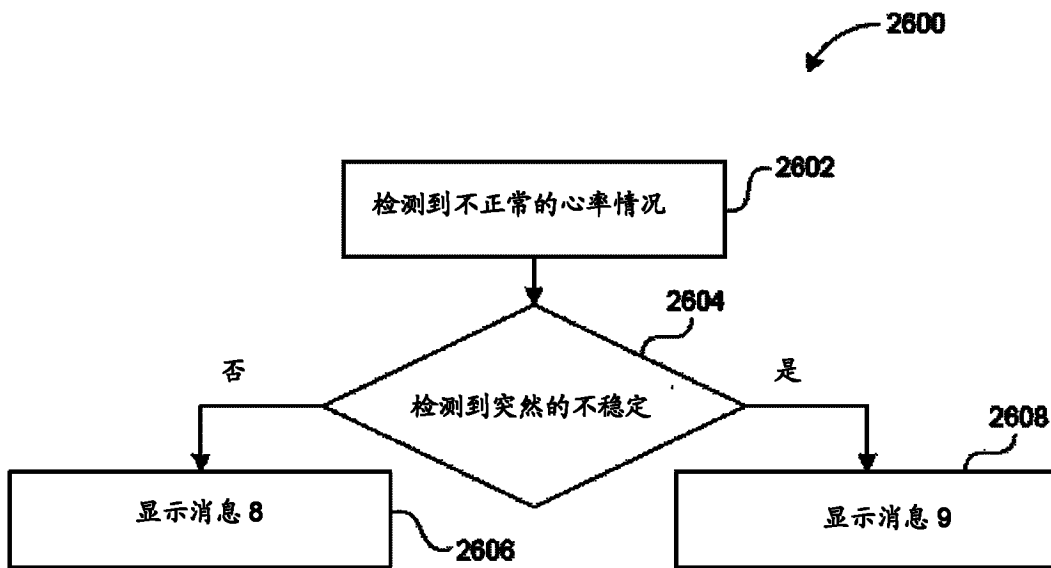 2600
2602
检测到不正常的心率情况
2604
否
是
检测到突然的不稳定
2608
显示消息 8
显示消息 9
2606